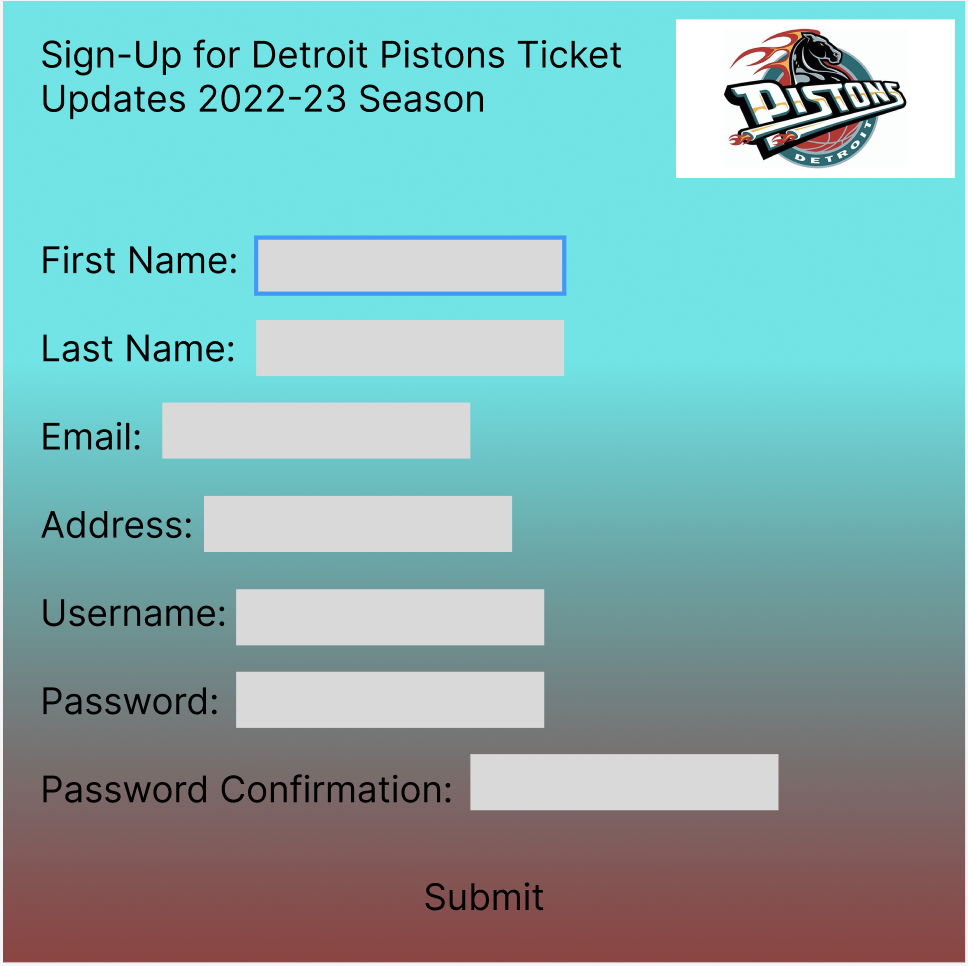 Sign-Up for Detroit Pistons Ticket
Updates 2022-23 Season
PISTONS
DETROIT
First Name:
Last Name:
Email:
Address:
Username:
Password:
Password Confirmation:
Submit